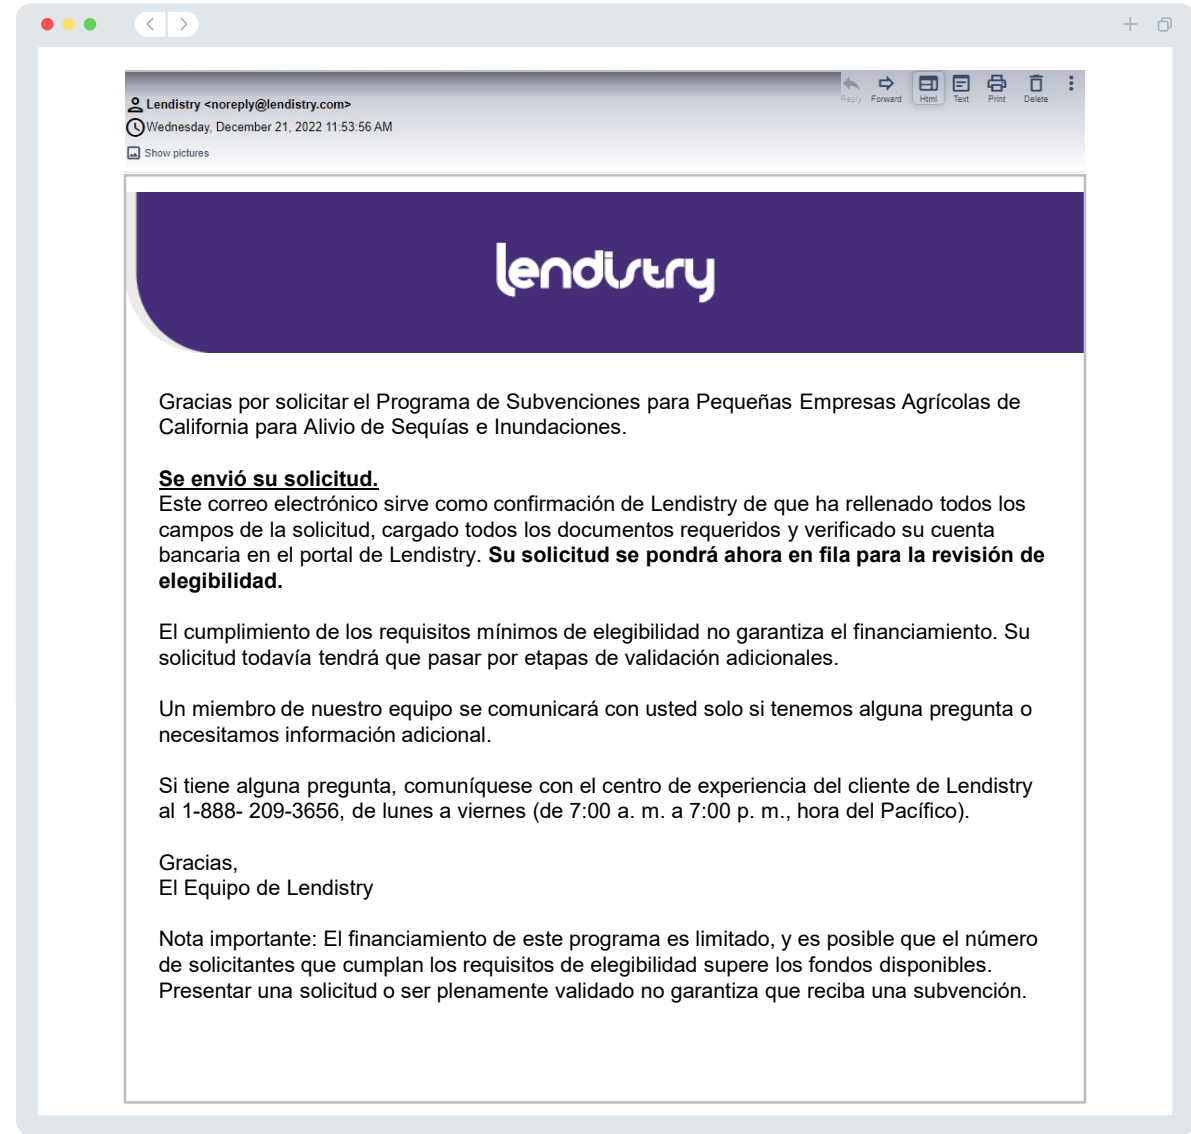 Reply Forward Html Text Print Delete
Lendistry <noreply@lendistry.com>
Wednesday, December 21, 2022 11:53:56 AM
Show pictures
lendistry
Gracias por solicitar el Programa de Subvenciones para Pequeñas Empresas Agrícolas de
California para Alivio de Sequías e Inundaciones.
Se envió su solicitud.
Este correo electrónico sirve como confirmación de Lendistry de que ha rellenado todos los
campos de la solicitud, cargado todos los documentos requeridos y verificado su cuenta
bancaria en el portal de Lendistry. Su solicitud se pondrá ahora en fila para la revisión de
elegibilidad.
El cumplimiento de los requisitos mínimos de elegibilidad no garantiza el financiamiento. Su
solicitud todavía tendrá que pasar por etapas de validación adicionales.
Un miembro de nuestro equipo se comunicará con usted solo si tenemos alguna pregunta o
necesitamos información adicional.
Si tiene alguna pregunta, comuníquese con el centro de experiencia del cliente de Lendistry
al 1-888- 209-3656, de lunes a viernes (de 7:00 a. m. a 7:00 p. m., hora del Pacífico).
Gracias,
El Equipo de Lendistry
Nota importante: El financiamiento de este programa es limitado, y es posible que el número
de solicitantes que cumplan los requisitos de elegibilidad supere los fondos disponibles.
Presentar una solicitud o ser plenamente validado no garantiza que reciba una subvención.